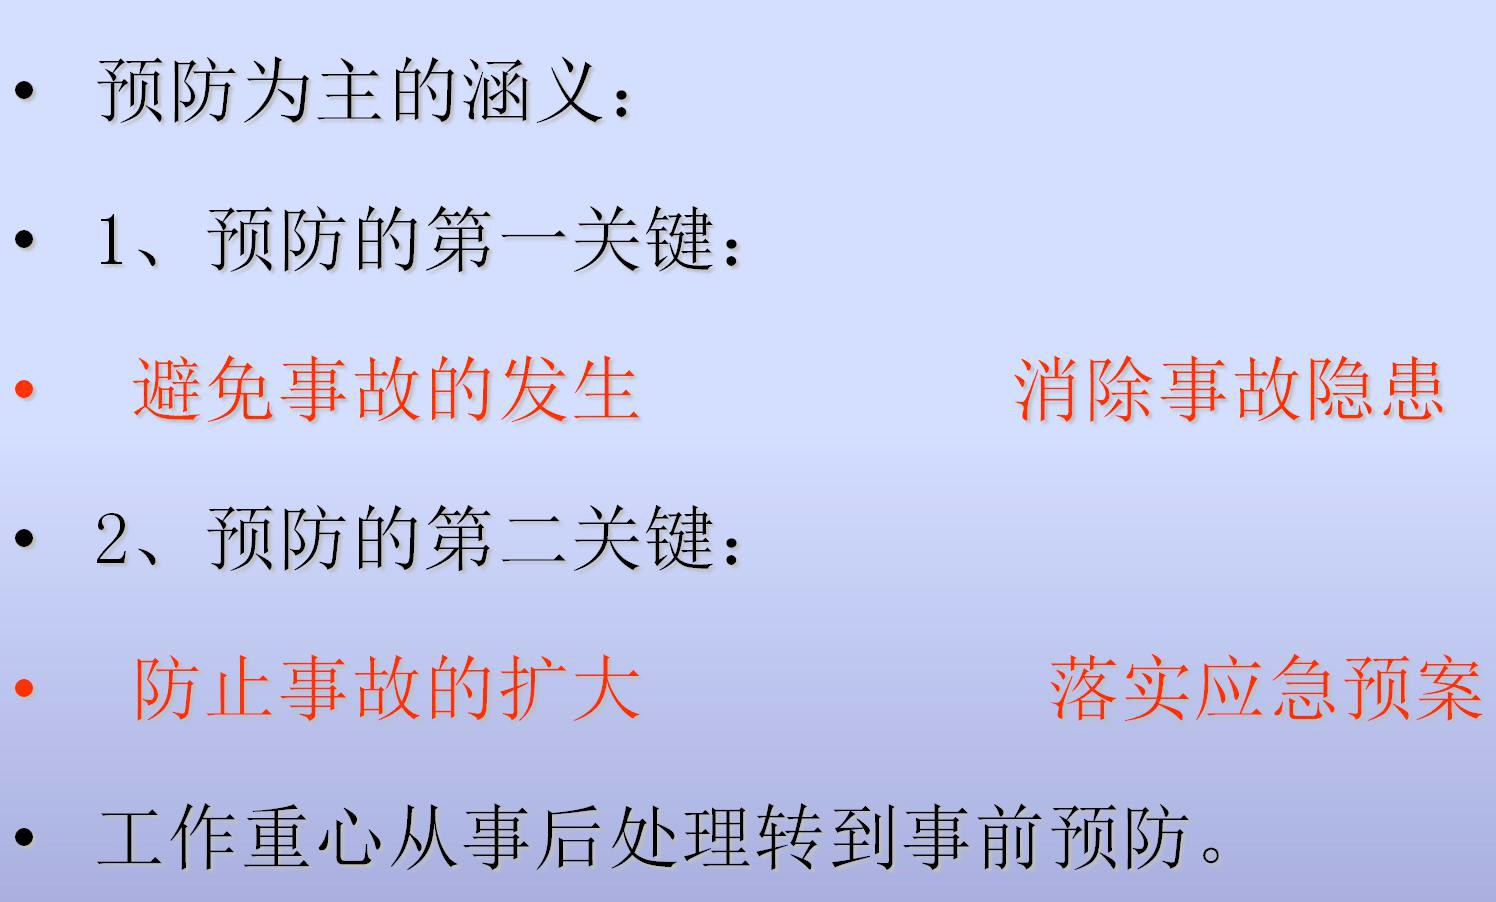 • 预防为主的涵义：
• 1、预防的第一关键：
• 避免事故的发生 消除事故隐患
• 2、预防的第二关键：
• 防止事故的扩大 落实应急预案
• 工作重心从事后处理转到事前预防。